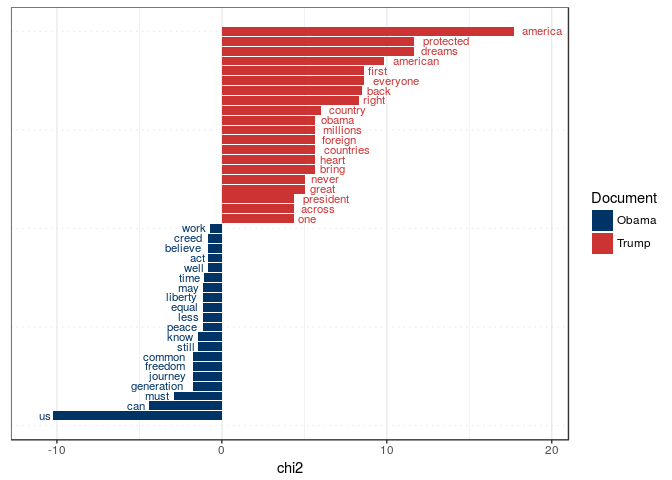 america
protected
dreams
american
first
everyone
back
right
country
obama
millions
foreign
countries
heart
bring
never
great
president
across
one
work
creed
believe
act
well
time
may
liberty
equal
less
peace
know
still
common
freedom
journey
generation
must
can
us
-10 0 10 20
chi2
Document
Obama
Trump